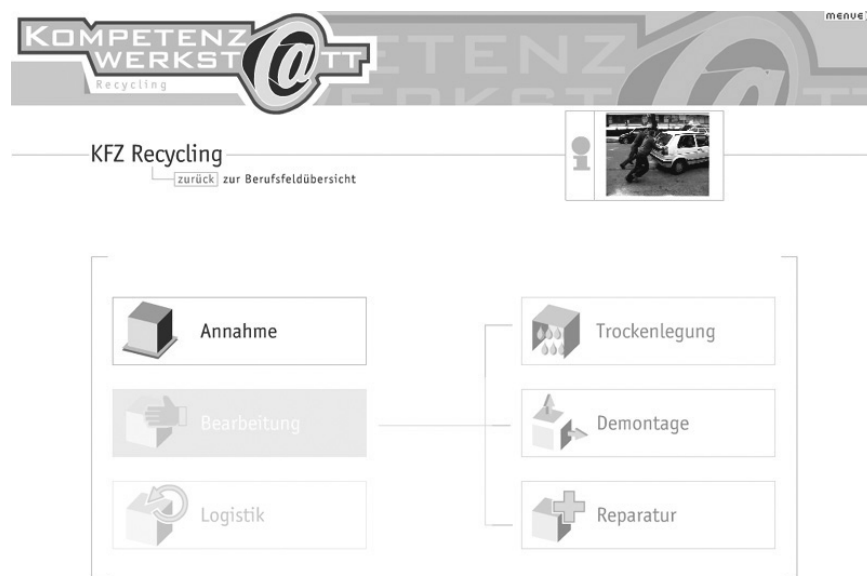 menue
KOMPETENZ
WERKST@TT
Recycling
KFZ Recycling
zurück zur Berufsfeldübersicht
Annahme
Bearbeitung
Logistik
Trockenlegung
Demontage
Reparatur